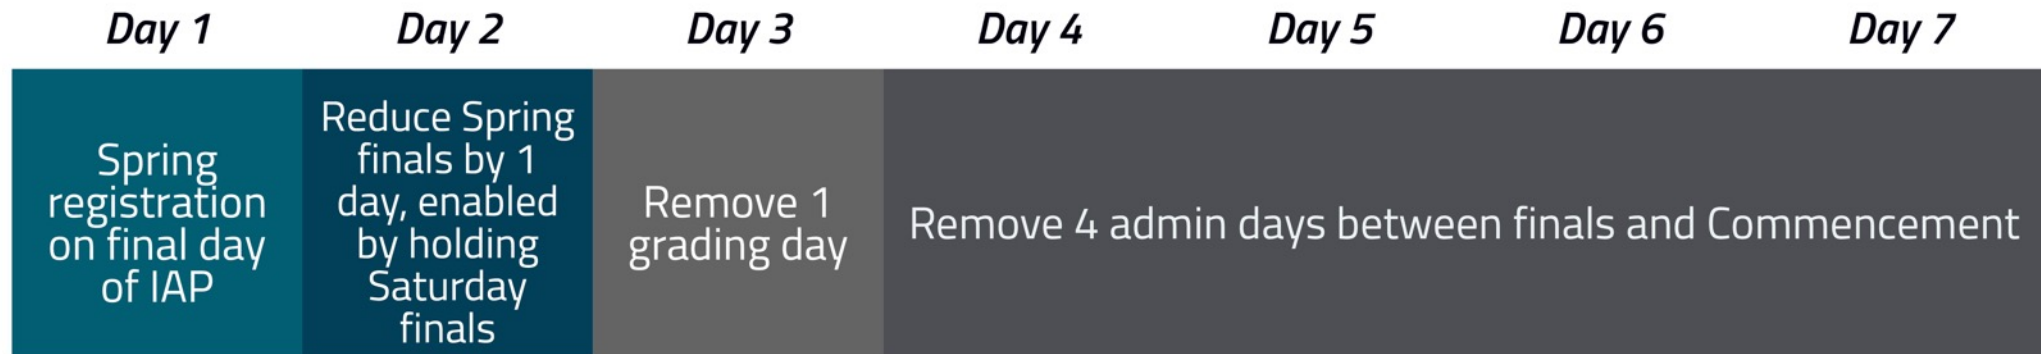 Day 1 Day 2 Day 3 Day 4 Day 5 Day 6 Day 7
Spring
registration
on final day
of IAP
Reduce Spring
finals by 1
day, enabled
by holding
Saturday
finals
Remove 1
grading day
Remove 4 admin days between finals and Commencement